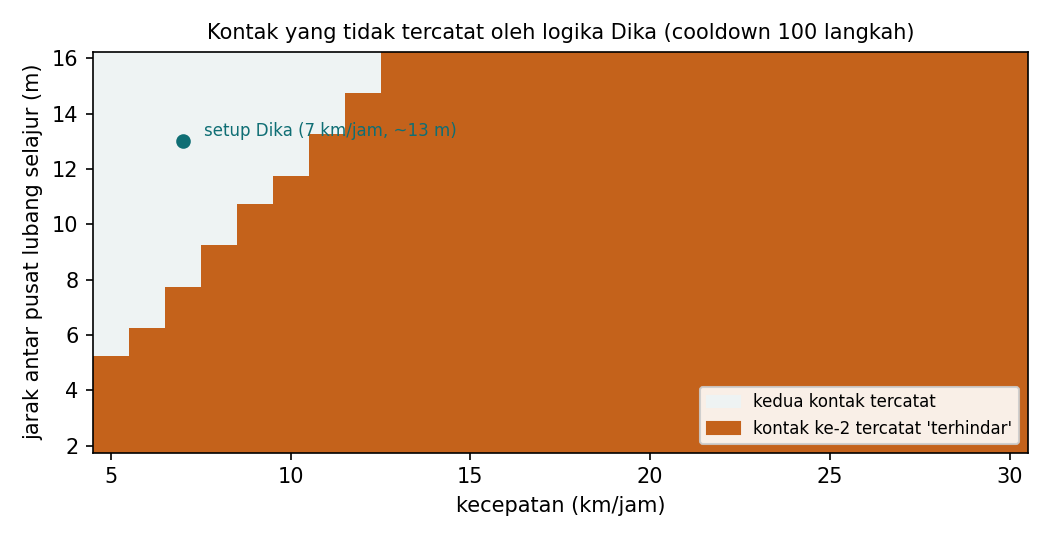 Kontak yang tidak tercatat oleh logika Dika (cooldown 100 langkah)
jarak antar pusat lubang selajur (m)
16
14
12
10
8
6
4
2
setup Dika (7 km/jam, ~13 m)
kedua kontak tercatat
kontak ke-2 tercatat 'terhindar'
5
10
15
20
25
30
kecepatan (km/jam)